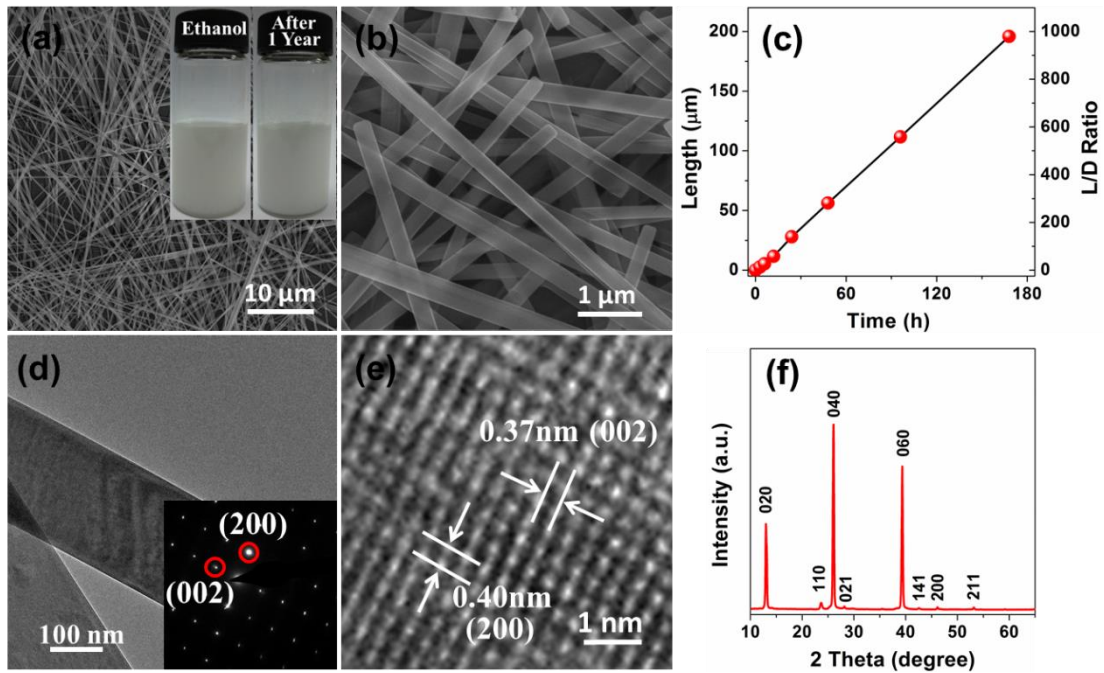 (a)
Ethanol
After
1 Year
10 μm
(b)
1 μm
(c)
200
150
100
50
0
Length (μm)
1000
800
600
400
200
0
L/D Ratio
0
60
120
180
Time (h)
(d)
(200)
(002)
100 nm
(e)
0.37nm (002)
0.40nm
(200)
1 nm
(f)
Intensity (a.u.)
020
110
040
021
060
141
200
211
10
20
30
40
50
60
2 Theta (degree)